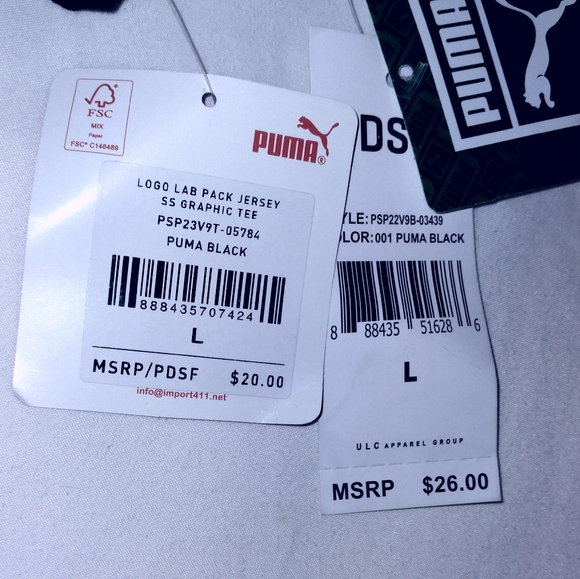 FSC
MIX
Paper
FSC® C146489
PUMA®
LOGO LAB PACK JERSEY
SS GRAPHIC TEE
PSP23V9T-05784
PUMA BLACK
888435707424
L
MSRP/PDSF $20.00
info@import411.net
DS
YLE: PSP22V9B-03439
LOR: 001 PUMA BLACK
8 88435 51628 6
L
ULC APPAREL GROUP
MSRP $26.00
PUMA